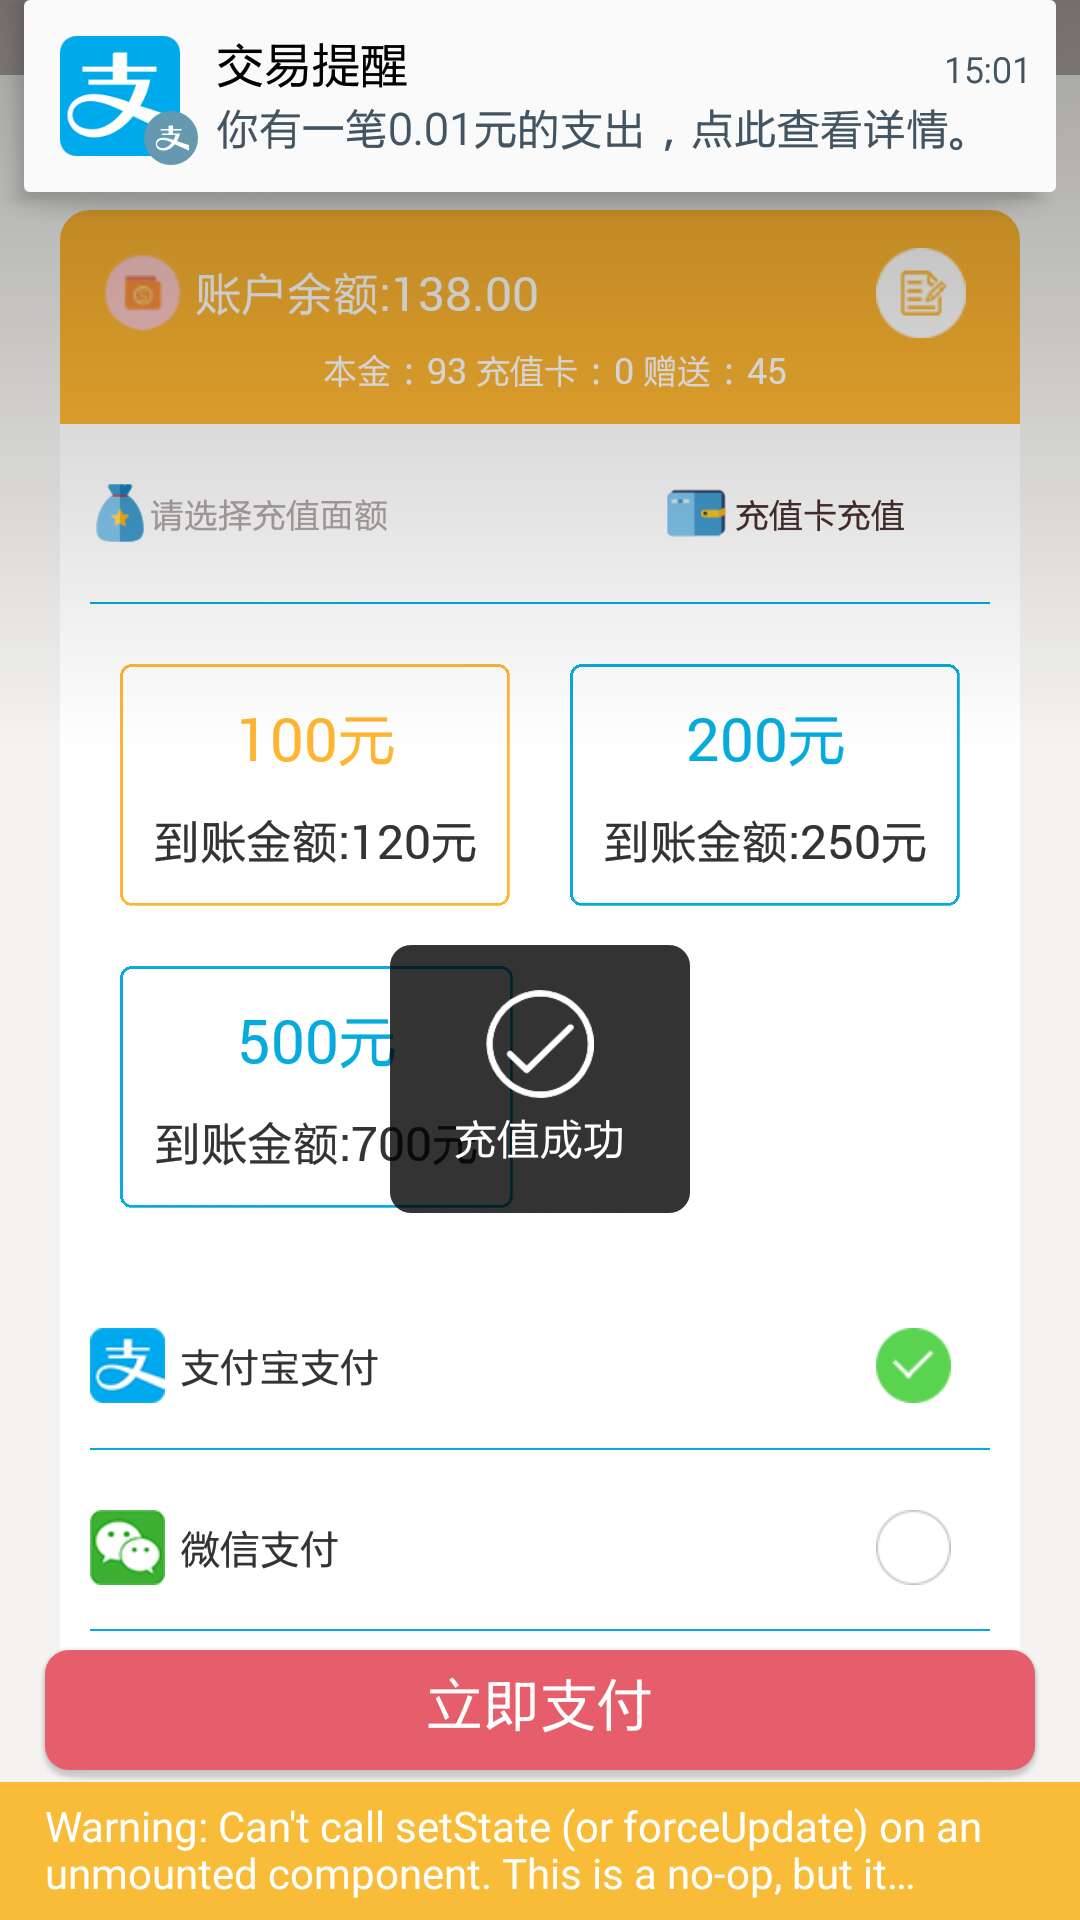 交易提醒
15:01
你有一笔0.01元的支出，点此查看详情。
账户余额:138.00
本金：93 充值卡：0 赠送：45
请选择充值面额
充值卡充值
100元
200元
到账金额:120元
到账金额:250元
500元
到账金额:700元
充值成功
支付宝支付
微信支付
立即支付
Warning: Can't call setState (or forceUpdate) on an
unmounted component. This is a no-op, but it...